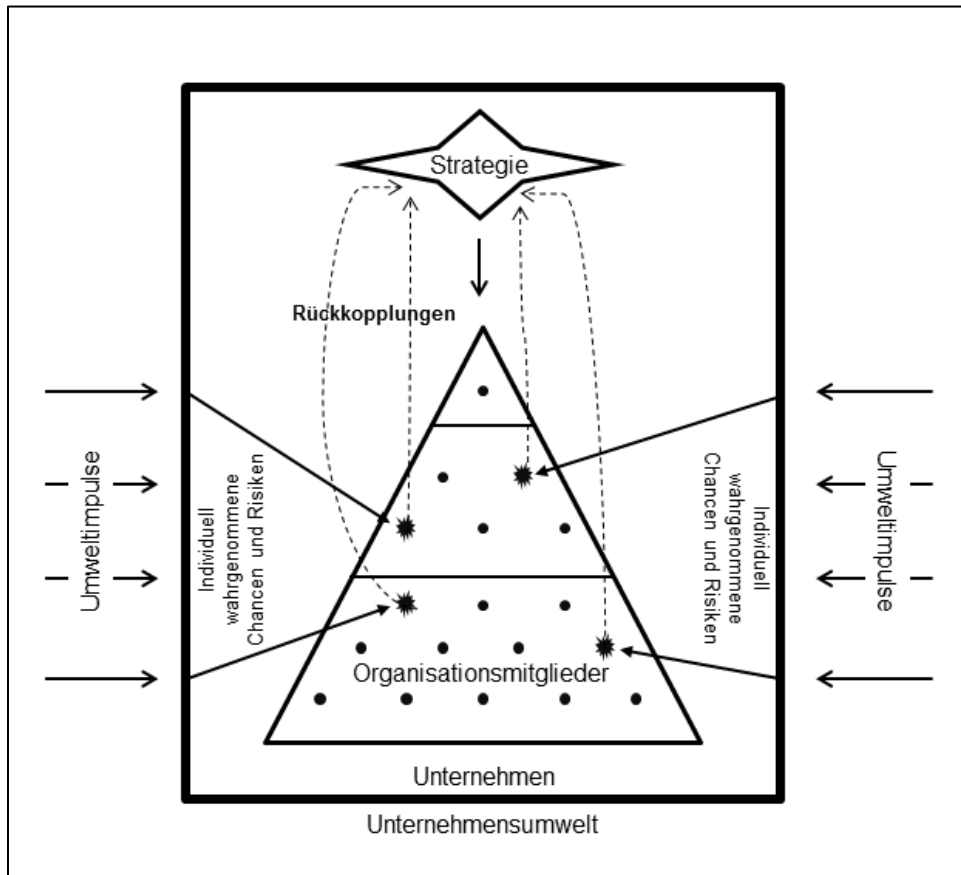 Strategie
Rückkopplungen
Umweltimpulse
Individuell
wahrgenommene
Chancen und Risiken
Individuell
wahrgenommene
Chancen und Risiken
Umweltimpulse
Organisationsmitglieder
Unternehmen
Unternehmensumwelt